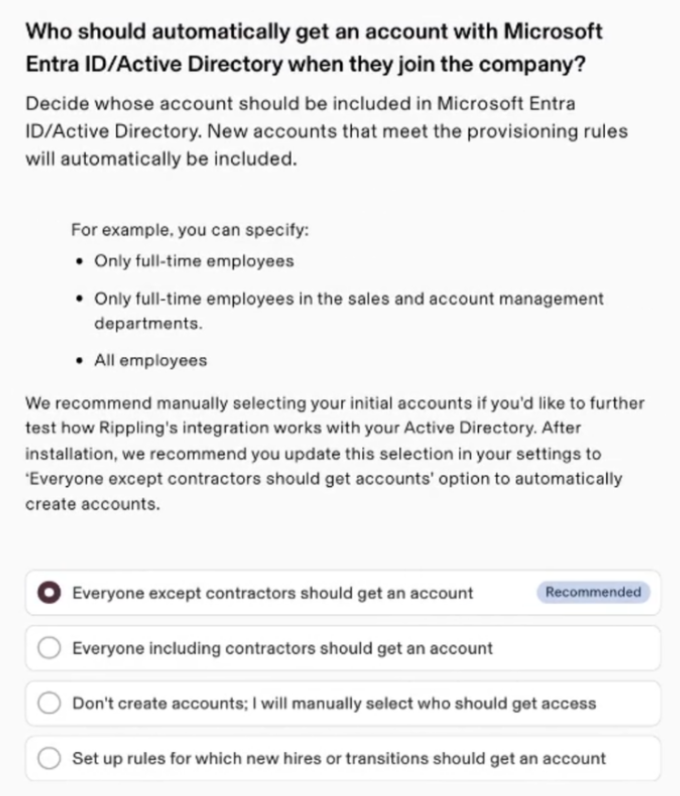 Who should automatically get an account with Microsoft
Entra ID/Active Directory when they join the company?
Decide whose account should be included in Microsoft Entra
ID/Active Directory. New accounts that meet the provisioning rules
will automatically be included.
For example, you can specify:
• Only full-time employees
• Only full-time employees in the sales and account management
departments.
• All employees
We recommend manually selecting your initial accounts if you'd like to further
test how Rippling's integration works with your Active Directory. After
installation, we recommend you update this selection in your settings to
'Everyone except contractors should get accounts' option to automatically
create accounts.
Everyone except contractors should get an account Recommended
Everyone including contractors should get an account
Don't create accounts; I will manually select who should get access
Set up rules for which new hires or transitions should get an account